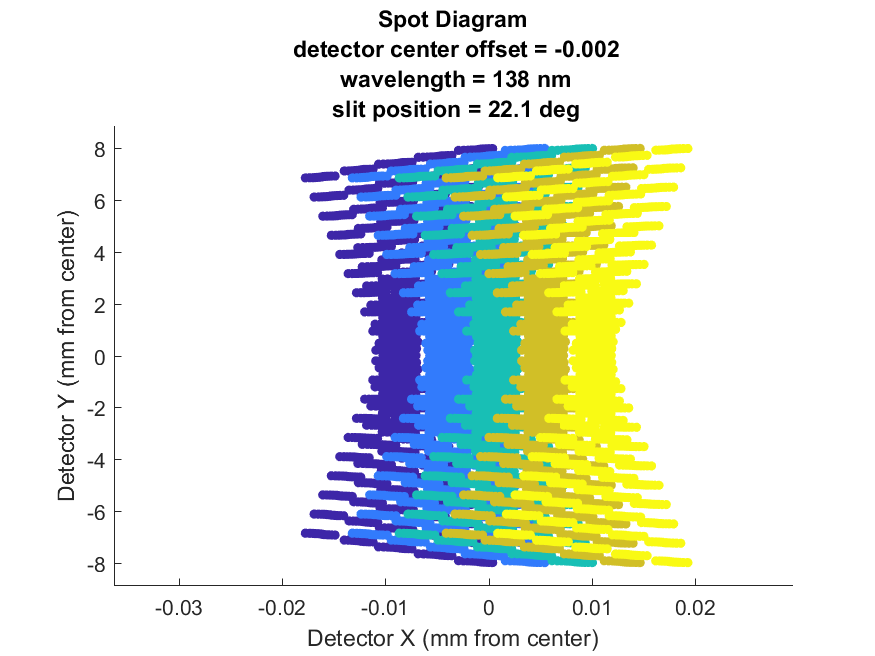 Spot Diagram
detector center offset = -0.002
wavelength = 138 nm
slit position = 22.1 deg
8
6
4
2
0
-2
-4
-6
-8
Detector Y (mm from center)
-0.03 -0.02 -0.01 0 0.01 0.02
Detector X (mm from center)